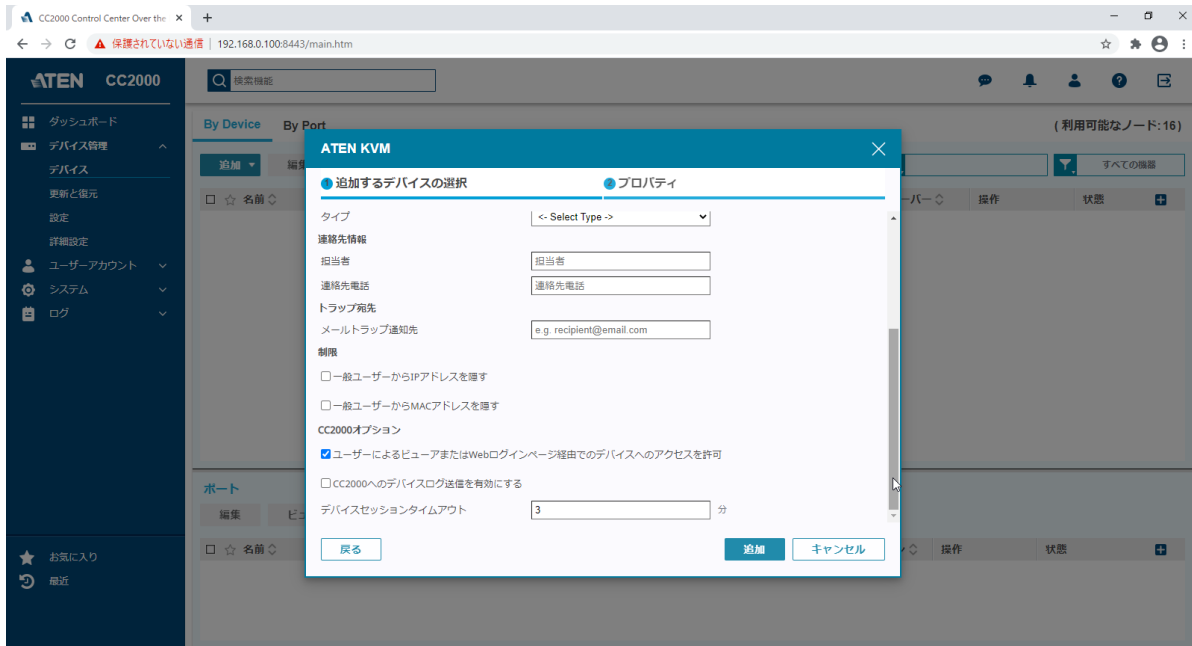 CC2000 Control Center Over the
保護されていない通信 | 192.168.0.100:8443/main.htm
ATEN CC2000
検索機能
ダッシュボード
デバイス管理
デバイス
更新と復元
設定
詳細設定
ユーザーアカウント
システム
ログ
お気に入り
最近
By Device By Port
(利用可能なノード:16)
追加 編集
すべての機器
名前 ーバー 操作 状態
ATEN KVM
1 追加するデバイスの選択 2 プロパティ
タイプ <- Select Type ->
連絡先情報
担当者 担当者
連絡先電話 連絡先電話
トラップ宛先
メールトラップ通知先 e.g. recipient@email.com
制限
一般ユーザーからIPアドレスを隠す
一般ユーザーからMACアドレスを隠す
CC2000オプション
ユーザーによるビューアまたはWebログインページ経由でのデバイスへのアクセスを許可
CC2000へのデバイスログ送信を有効にする
デバイスセッションタイムアウト 3 分
戻る 追加 キャンセル
ポート
編集 ビュ
名前 操作 状態